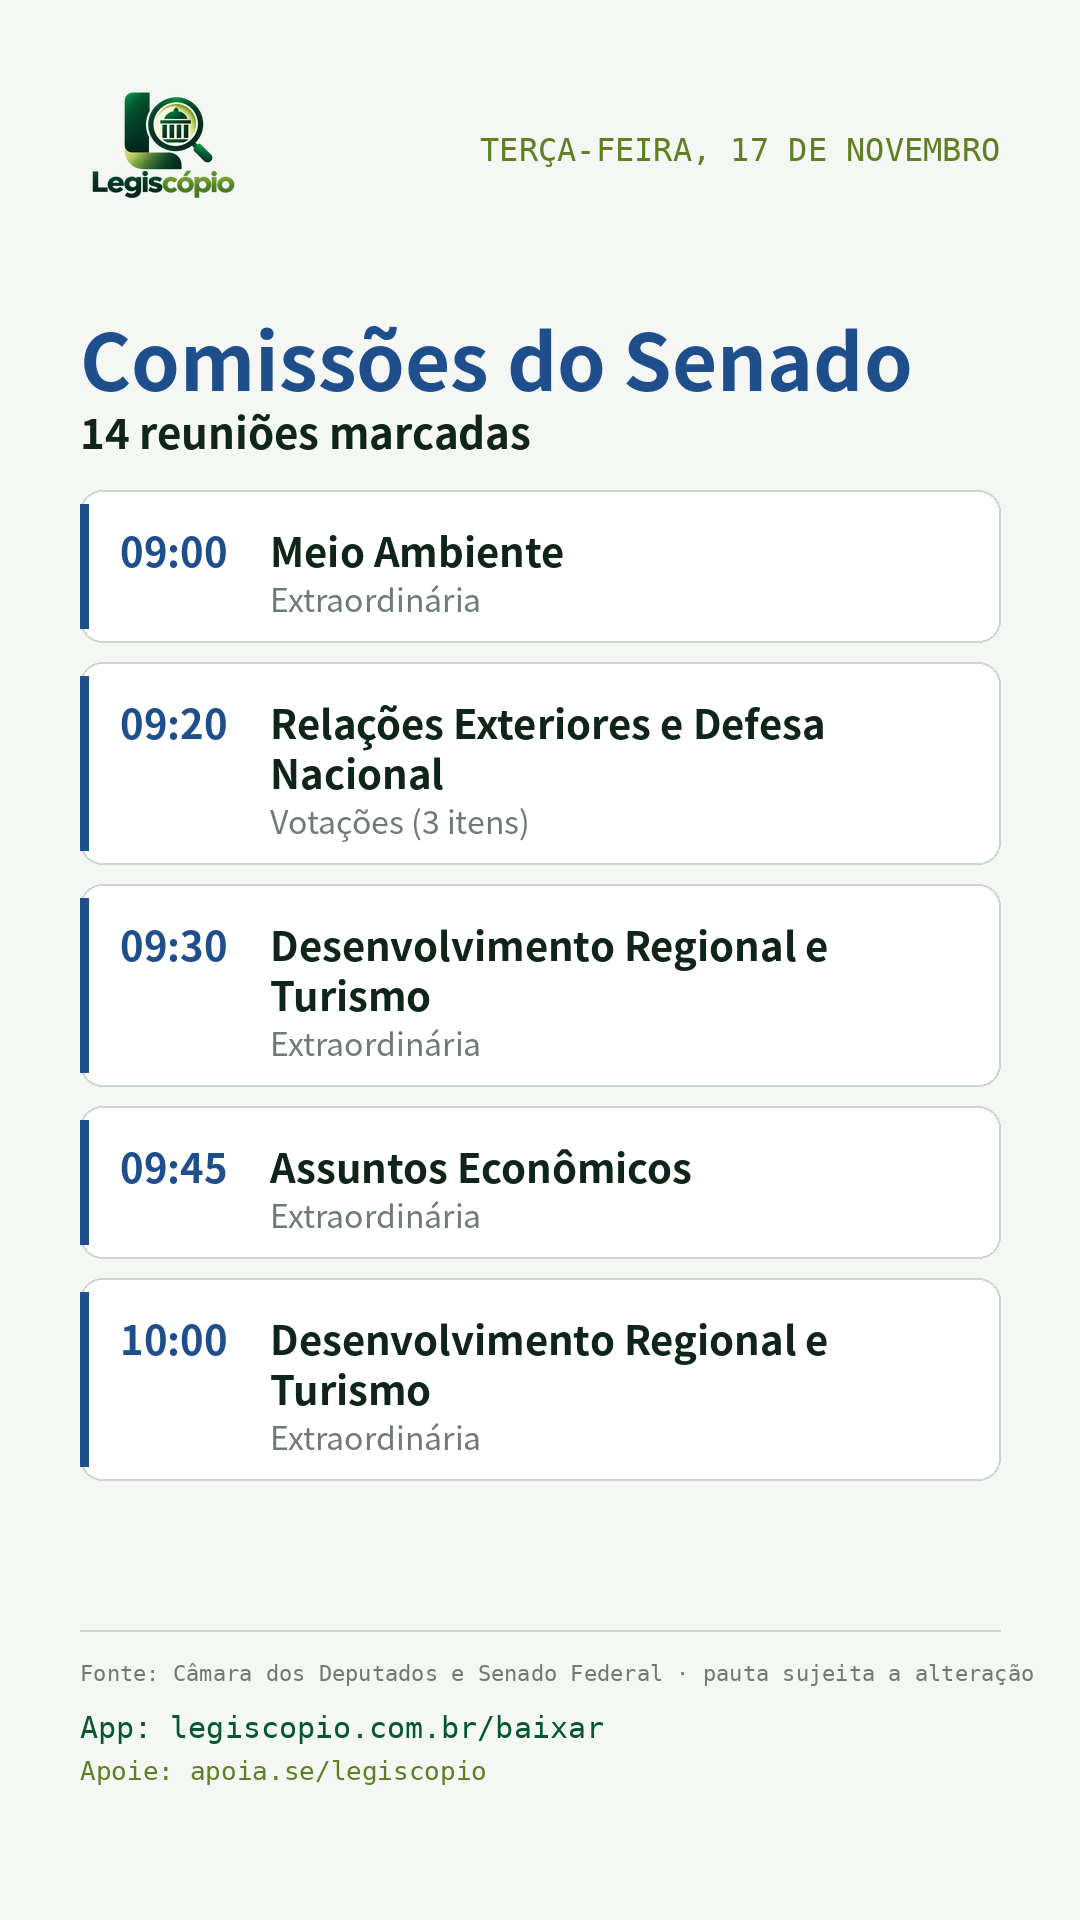 Legiscópio
TERÇA-FEIRA, 17 DE NOVEMBRO
Comissões do Senado
14 reuniões marcadas
09:00 Meio Ambiente
Extraordinária
09:20 Relações Exteriores e Defesa
Nacional
Votações (3 itens)
09:30 Desenvolvimento Regional e
Turismo
Extraordinária
09:45 Assuntos Econômicos
Extraordinária
10:00 Desenvolvimento Regional e
Turismo
Extraordinária
Fonte: Câmara dos Deputados e Senado Federal · pauta sujeita a alteração
App: legiscopio.com.br/baixar
Apoie: apoia.se/legiscopio